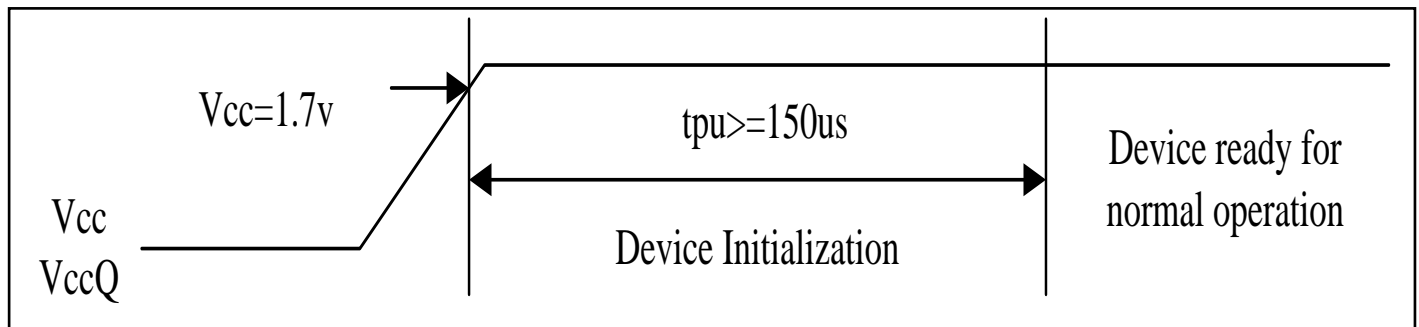 Vcc=1.7v
tpu>=150us
Device ready for
normal operation
Vcc
VccQ
Device Initialization